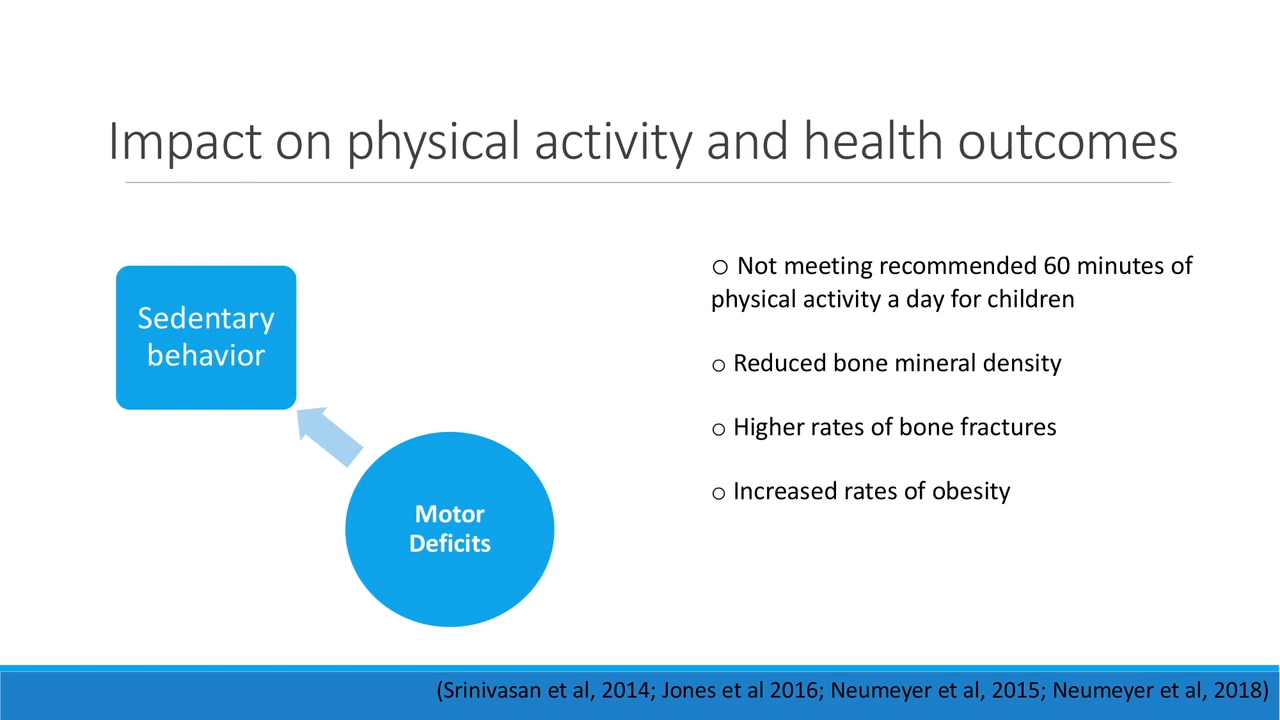 Impact on physical activity and health outcomes
Sedentary
behavior
Motor
Deficits
o Not meeting recommended 60 minutes of
physical activity a day for children
o Reduced bone mineral density
o Higher rates of bone fractures
o Increased rates of obesity
(Srinivasan et al, 2014; Jones et al 2016; Neumeyer et al, 2015; Neumeyer et al, 2018)